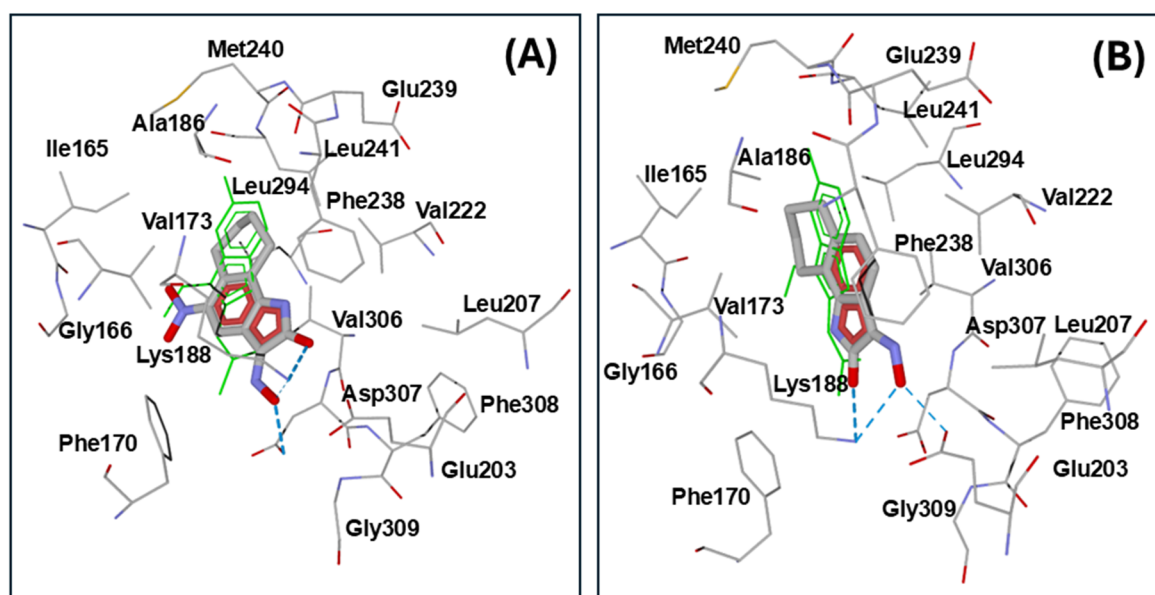 (A)
Met240
Glu239
Ala186
Leu241
Ile165
Leu294
Phe238
Val173
Val222
Gly166
Val306
Leu207
Lys188
Asp307
Phe308
Phe170
Glu203
Gly309
(B)
Met240
Glu239
Leu241
Ala186
Leu294
Ile165
Val222
Phe238
Val306
Val173
Asp307
Leu207
Gly166
Lys188
Phe308
Glu203
Phe170
Gly309